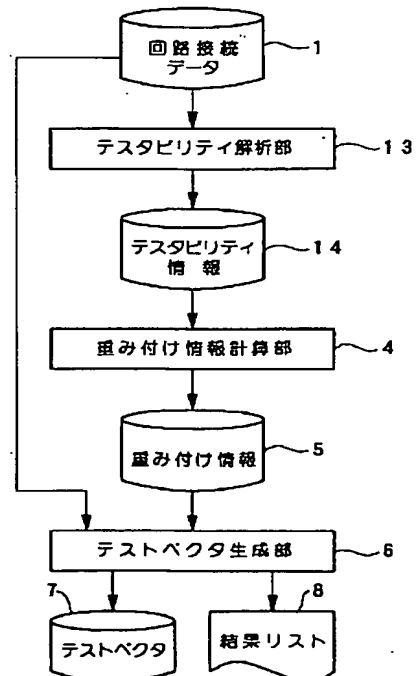 回路接続
データ
1
テスタビリティ解析部
13
テスタビリティ
情報
14
重み付け情報計算部
4
重み付け情報
5
テストベクタ生成部
6
7
テストベクタ
8
結果リスト